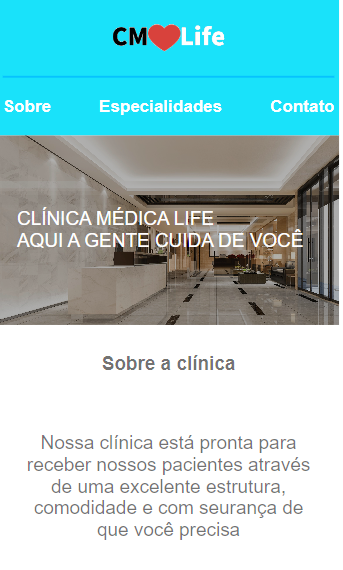 CM Life
Sobre Especialidades Contato
CLÍNICA MÉDICA LIFE
AQUI A GENTE CUIDA DE VOCÊ
Sobre a clínica
Nossa clínica está pronta para
receber nossos pacientes através
de uma excelente estrutura,
comodidade e com seurança de
que você precisa